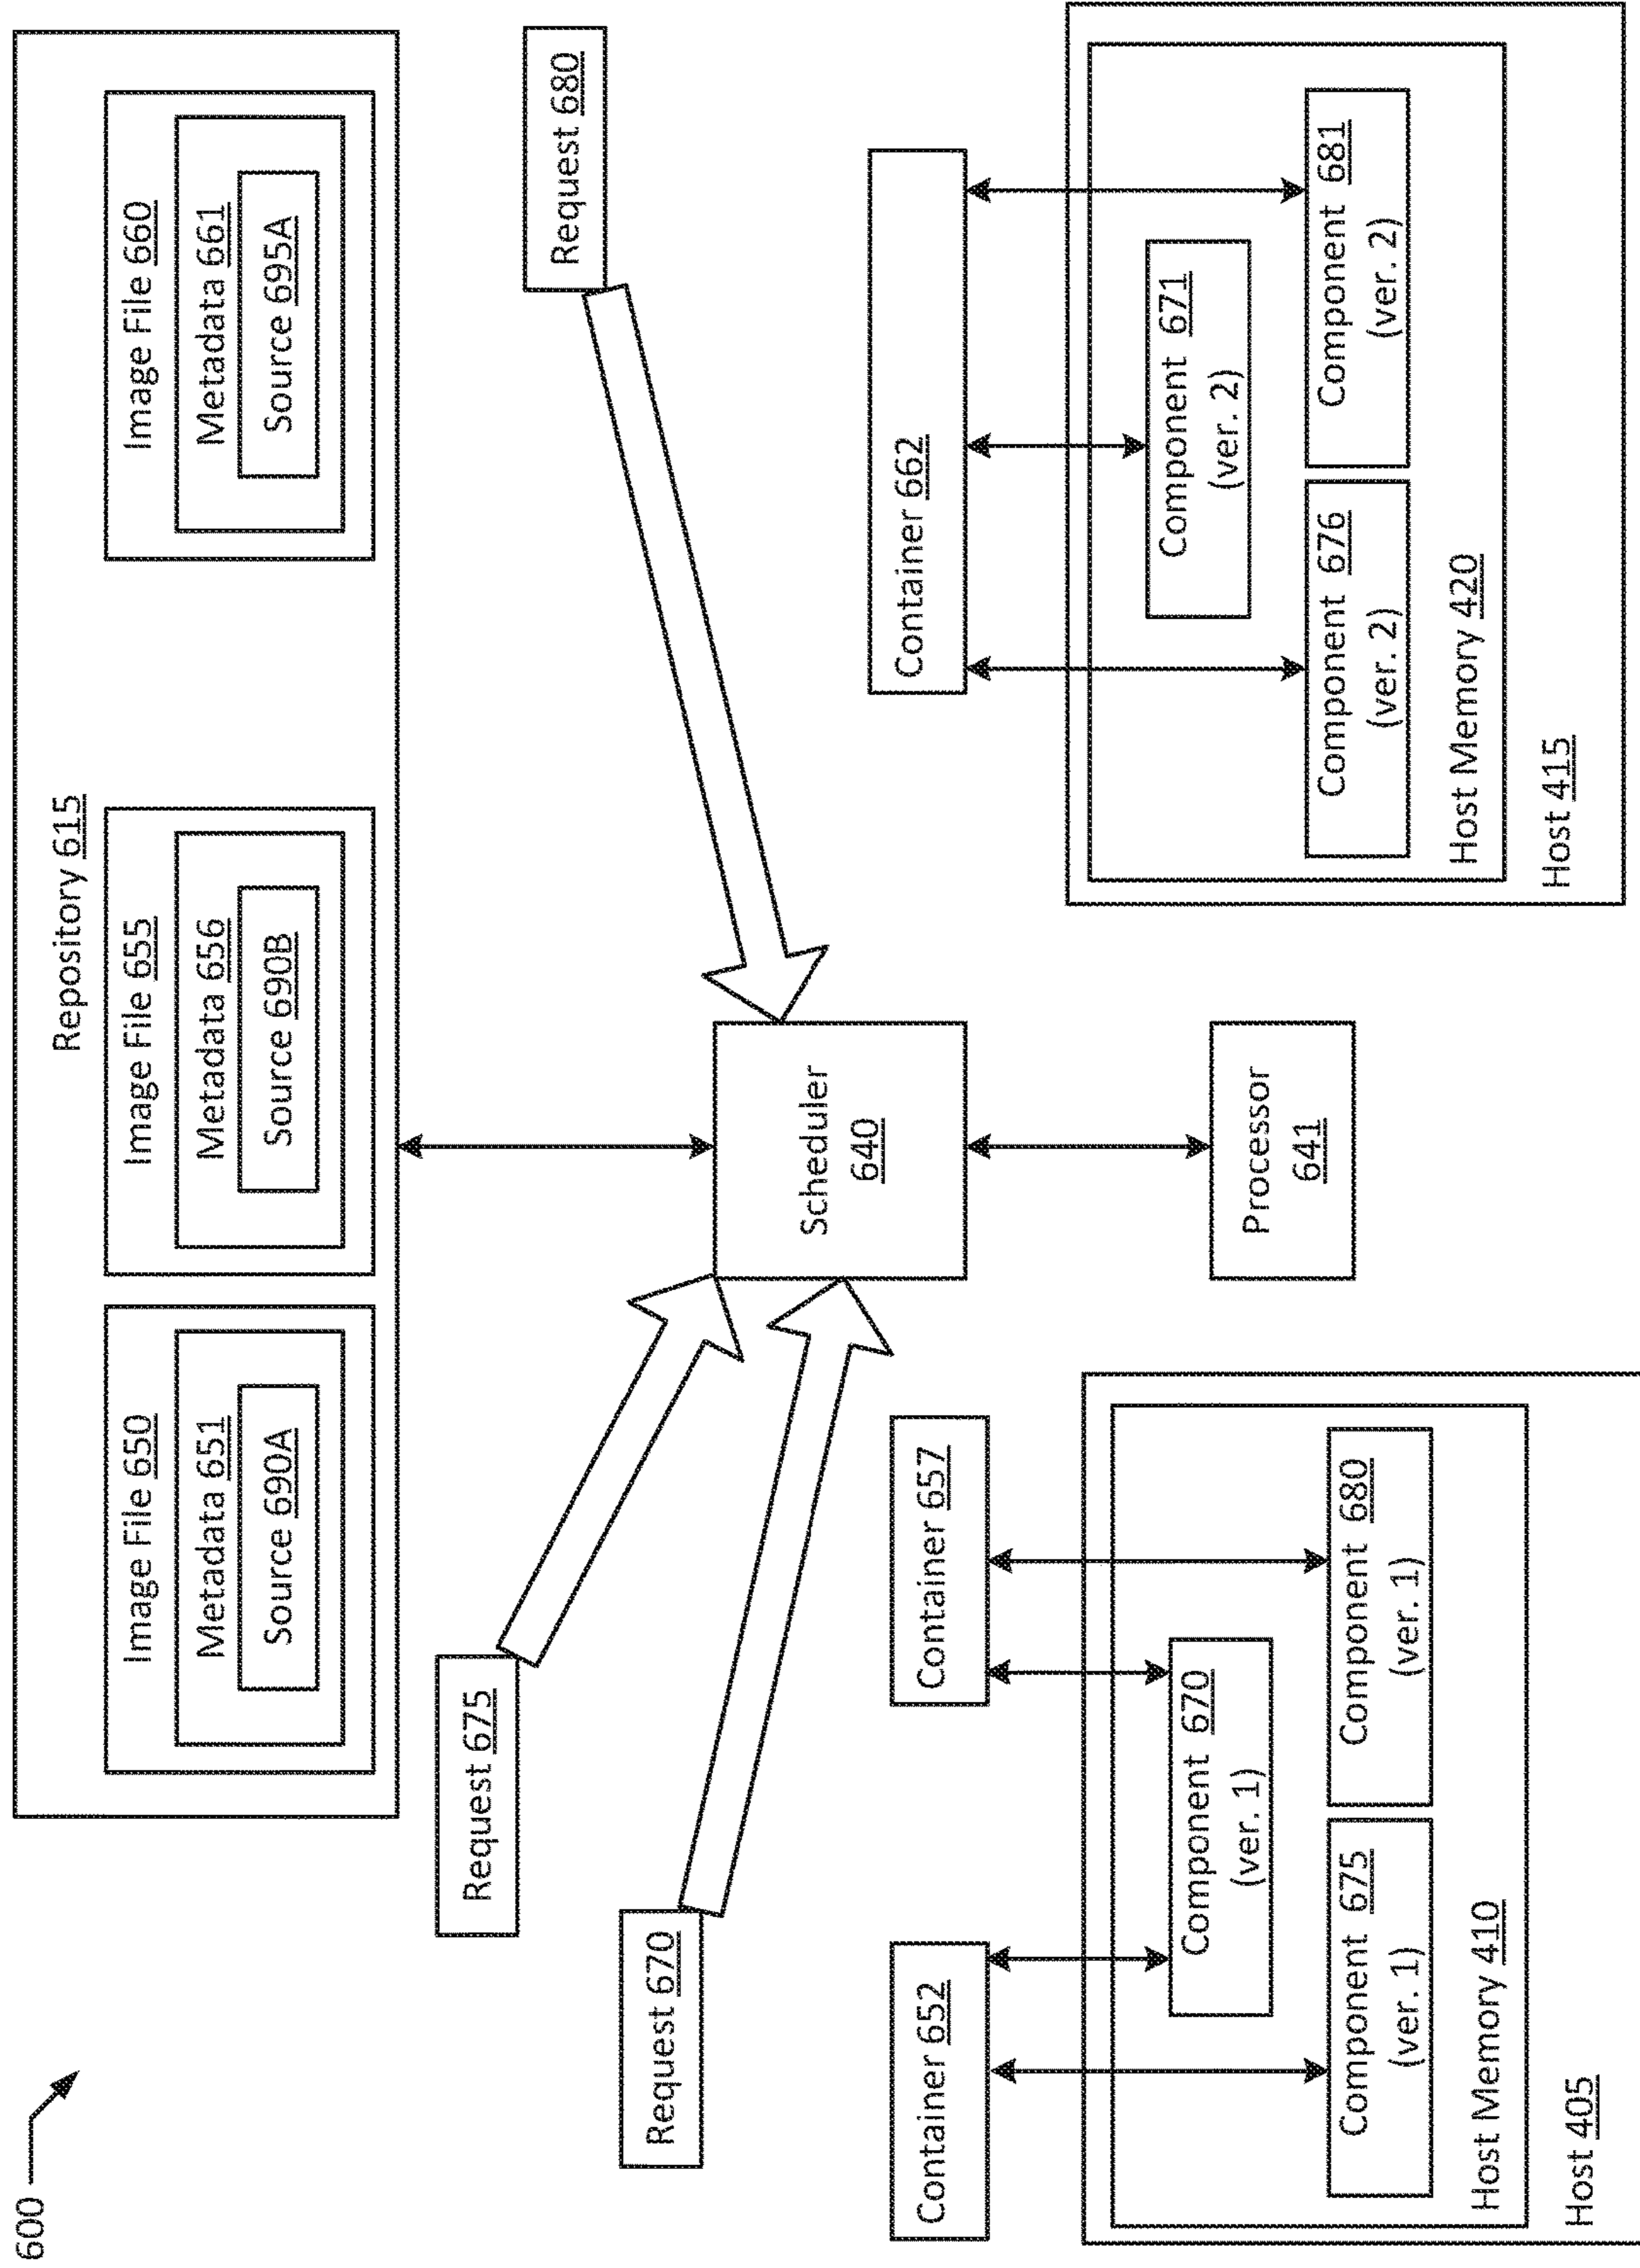 600
Repository 615
Image File 650
Metadata 651
Source 690A
Image File 655
Metadata 656
Source 690B
Image File 660
Metadata 661
Source 695A
Request 675
Request 670
Request 680
Scheduler
640
Processor
641
Container 652
Container 657
Component 670
(ver. 1)
Component 675
(ver. 1)
Component 680
(ver. 1)
Host Memory 410
Host 405
Container 662
Component 671
(ver. 2)
Component 676
(ver. 2)
Component 681
(ver. 2)
Host Memory 420
Host 415